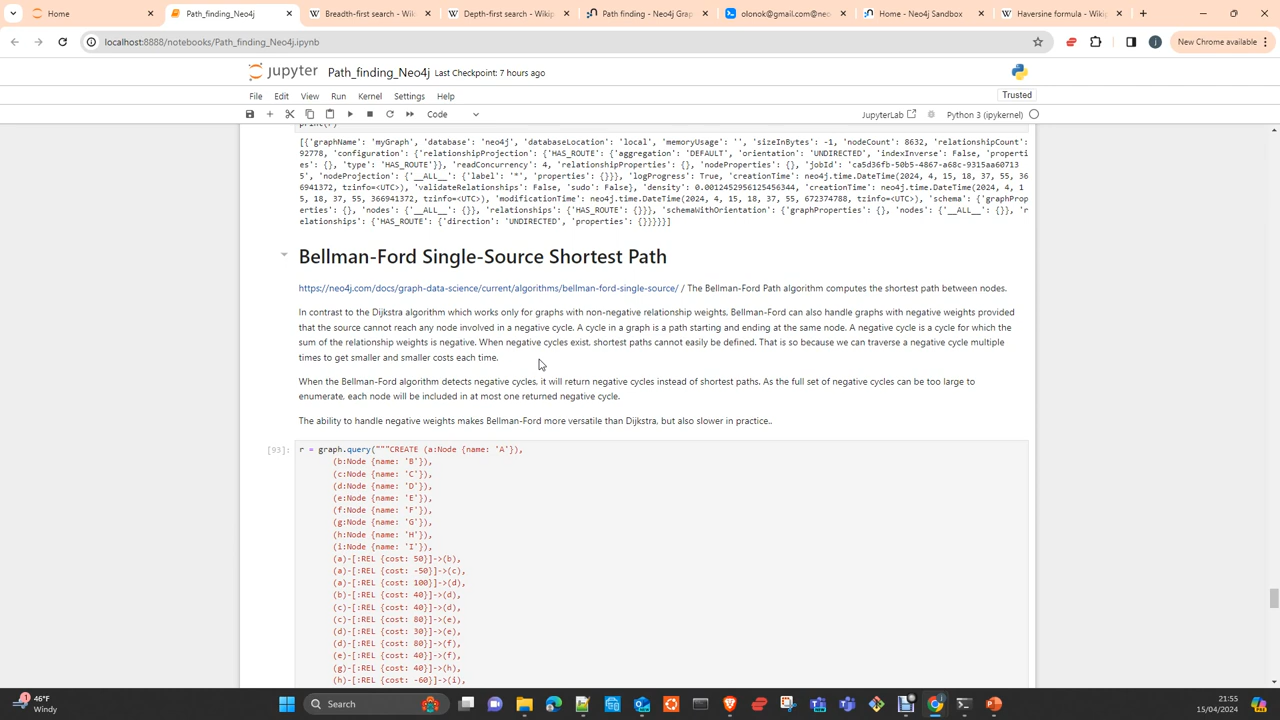 Home
Path_finding_Neo4j
Breadth-first search - Wiki
Depth-first search - Wikip
Path finding - Neo4j Grap
olonok@gmail.com@neo
Home - Neo4j Sandbox
Haversine formula - Wikip
localhost:8888/notebooks/Path_finding_Neo4j.ipynb
New Chrome available
jupyter Path_finding_Neo4j Last Checkpoint: 7 hours ago
File Edit View Run Kernel Settings Help
Trusted
Code
JupyterLab
Python 3 (ipykernel)
[{'graphName': 'myGraph', 'database': 'neo4j', 'databaseLocation': 'local', 'memoryUsage': '', 'sizeInBytes': -1, 'nodeCount': 8632, 'relationshipCount':
92778, 'configuration': {'relationshipProjection': {'HAS_ROUTE': {'aggregation': 'DEFAULT', 'orientation': 'UNDIRECTED', 'indexInverse': False, 'properti
es': {}, 'type': 'HAS_ROUTE'}}, 'readConcurrency': 4, 'relationshipProperties': {}, 'nodeProperties': {}, 'jobId': 'ca5d36fb-50b5-4867-a68c-9315aa60713
5', 'nodeProjection': {'__ALL__': {'label': '*', 'properties': {}}}, 'logProgress': True, 'creationTime': neo4j.time.DateTime(2024, 4, 15, 18, 37, 55, 36
6941372, tzinfo=<UTC>), 'validateRelationships': False, 'sudo': False}, 'density': 0.0012452956125456344, 'creationTime': neo4j.time.DateTime(2024, 4, 1
5, 18, 37, 55, 366941372, tzinfo=<UTC>), 'modificationTime': neo4j.time.DateTime(2024, 4, 15, 18, 37, 55, 672374788, tzinfo=<UTC>), 'schema': {'graphProp
erties': {}, 'nodes': {'__ALL__': {}}, 'relationships': {'HAS_ROUTE': {}}}, 'schemaWithOrientation': {'graphProperties': {}, 'nodes': {'__ALL__': {}}, 'r
elationships': {'HAS_ROUTE': {'direction': 'UNDIRECTED', 'properties': {}}}}}]
Bellman-Ford Single-Source Shortest Path
https://neo4j.com/docs/graph-data-science/current/algorithms/bellman-ford-single-source/ / The Bellman-Ford Path algorithm computes the shortest path between nodes.
In contrast to the Dijkstra algorithm which works only for graphs with non-negative relationship weights, Bellman-Ford can also handle graphs with negative weights provided
that the source cannot reach any node involved in a negative cycle. A cycle in a graph is a path starting and ending at the same node. A negative cycle is a cycle for which the
sum of the relationship weights is negative. When negative cycles exist, shortest paths cannot easily be defined. That is so because we can traverse a negative cycle multiple
times to get smaller and smaller costs each time.
When the Bellman-Ford algorithm detects negative cycles, it will return negative cycles instead of shortest paths. As the full set of negative cycles can be too large to
enumerate, each node will be included in at most one returned negative cycle.
The ability to handle negative weights makes Bellman-Ford more versatile than Dijkstra, but also slower in practice..
[93]: r = graph.query("""CREATE (a:Node {name: 'A'}),
(b:Node {name: 'B'}),
(c:Node {name: 'C'}),
(d:Node {name: 'D'}),
(e:Node {name: 'E'}),
(f:Node {name: 'F'}),
(g:Node {name: 'G'}),
(h:Node {name: 'H'}),
(i:Node {name: 'I'}),
(a)-[:REL {cost: 50}]->(b),
(a)-[:REL {cost: -50}]->(c),
(a)-[:REL {cost: 100}]->(d),
(b)-[:REL {cost: 40}]->(d),
(c)-[:REL {cost: 40}]->(d),
(c)-[:REL {cost: 80}]->(e),
(d)-[:REL {cost: 30}]->(e),
(d)-[:REL {cost: 80}]->(f),
(e)-[:REL {cost: 40}]->(f),
(g)-[:REL {cost: 40}]->(h),
(h)-[:REL {cost: -60}]->(i),
46°F
Windy
Search
21:55
15/04/2024